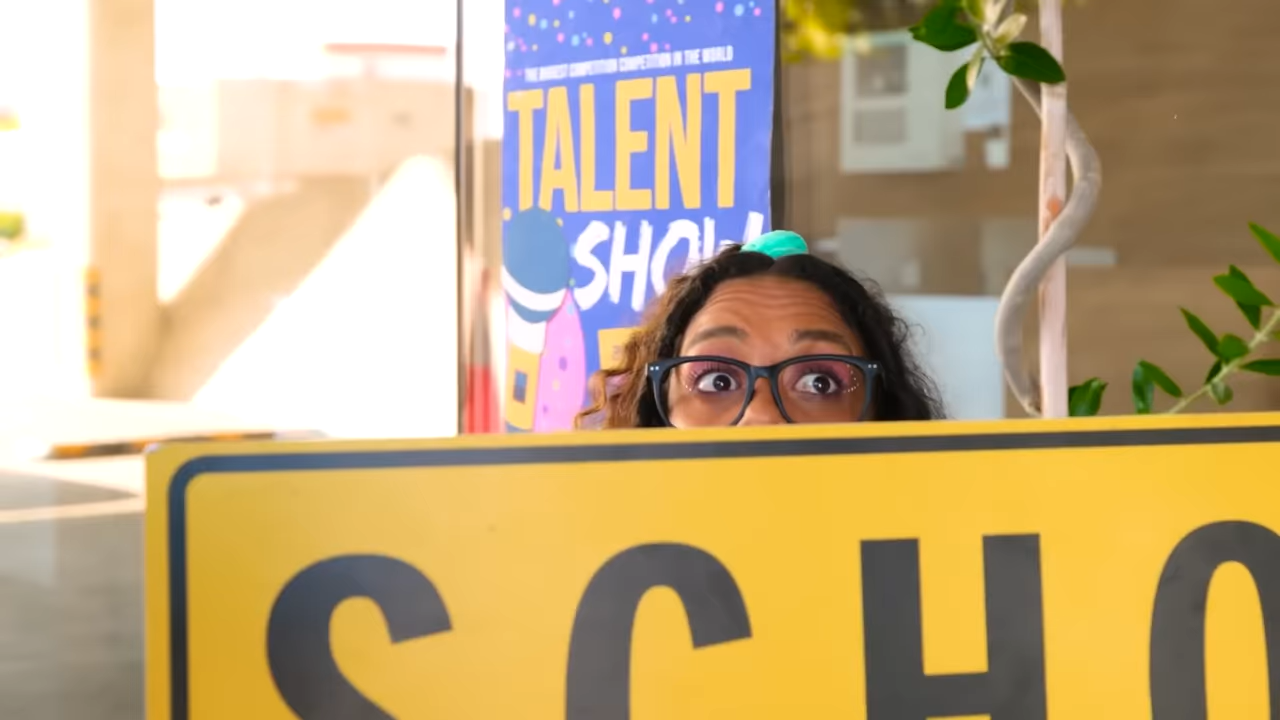 THE BIGGEST COMPETITION COMPETITION IN THE WORLD
TALENT
SHOW
SCHO